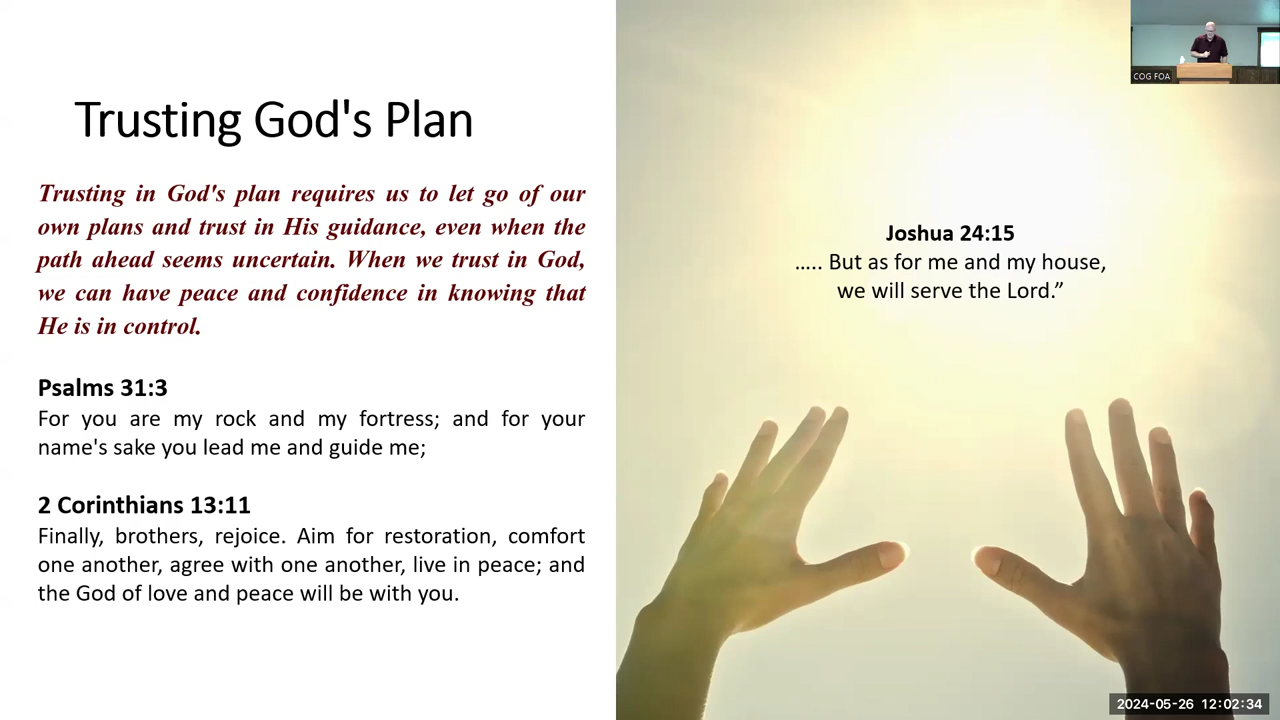 Trusting God's Plan
Trusting in God's plan requires us to let go of our
own plans and trust in His guidance, even when the
path ahead seems uncertain. When we trust in God,
we can have peace and confidence in knowing that
He is in control.
Psalms 31:3
For you are my rock and my fortress; and for your
name's sake you lead me and guide me;
2 Corinthians 13:11
Finally, brothers, rejoice. Aim for restoration, comfort
one another, agree with one another, live in peace; and
the God of love and peace will be with you.
Joshua 24:15
….. But as for me and my house,
we will serve the Lord.”
COG FOA
2024-05-26 12:02:34